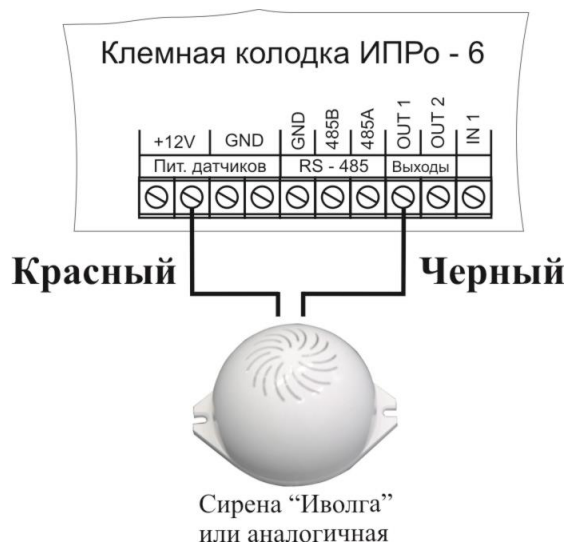 Клемная колодка ИПРо - 6
+12V GND GND 485B 485A OUT 1 OUT 2 IN 1
Пит. датчиков RS - 485 Выходы
Красный Черный
Сирена “Иволга”
или аналогичная